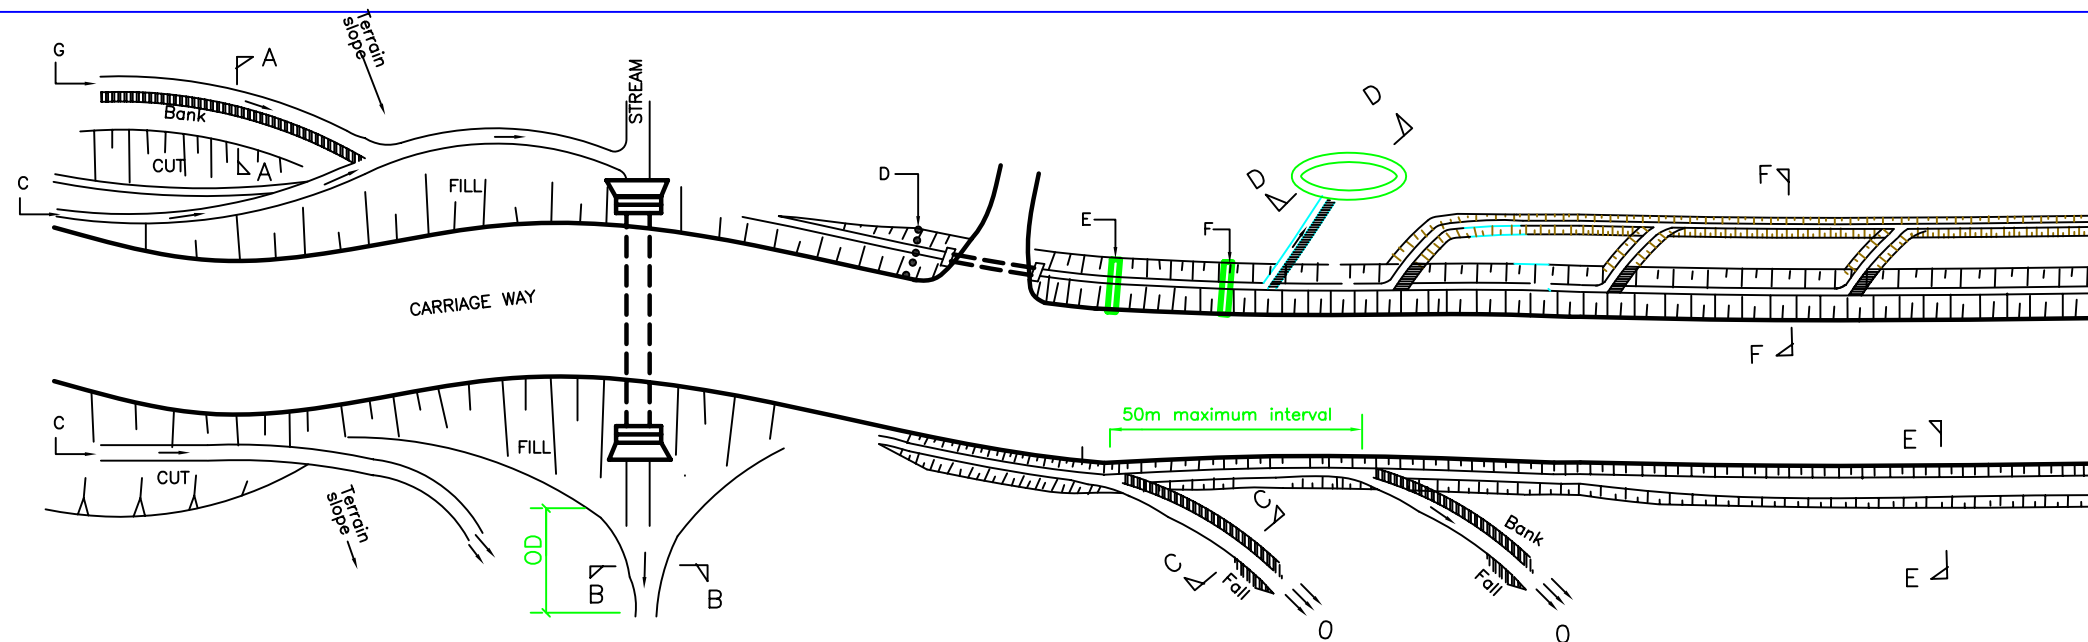 G
A
Terrain
slope
STREAM
Bank
CUT
A
C
FILL
D
D
D
E
F
F
CARRIAGE WAY
F
C
FILL
CUT
50m maximum interval
E
Terrain
slope
OD
B
B
C
C
Fall
O
Bank
Fall
O
E